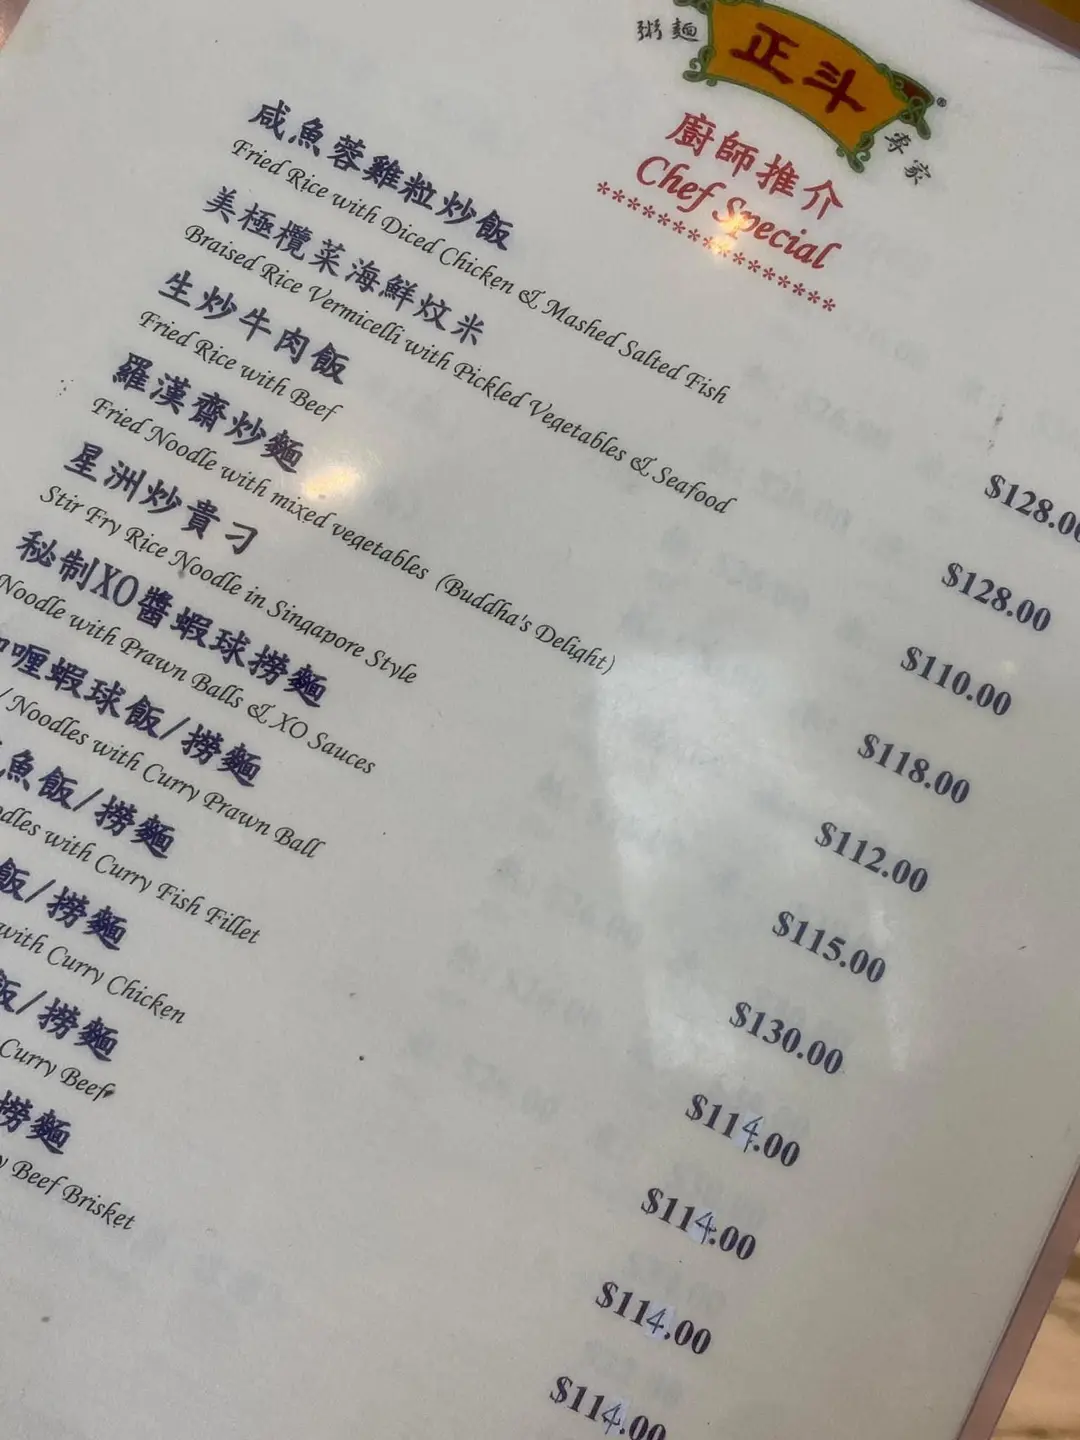 粥麵
正斗
®
專家
廚師推介
Chef Special
****************
咸魚蓉雞粒炒飯
Fried Rice with Diced Chicken & Mashed Salted Fish
$128.00
美極欖菜海鮮炆米
Braised Rice Vermicelli with Pickled Vegetables & Seafood
$128.00
生炒牛肉飯
Fried Rice with Beef
$110.00
羅漢齋炒麵
Fried Noodle with mixed vegetables (Buddha's Delight)
$118.00
星洲炒貴刁
Stir Fry Rice Noodle in Singapore Style
$112.00
秘制XO醬蝦球撈麵
Noodle with Prawn Balls & XO Sauces
$115.00
喱蝦球飯/撈麵
/ Noodles with Curry Prawn Ball
$130.00
魚飯/撈麵
with Curry Fish Fillet
$114.00
飯/撈麵
with Curry Chicken
$114.00
飯/撈麵
Curry Beef
$114.00
撈麵
Beef Brisket
$114.00